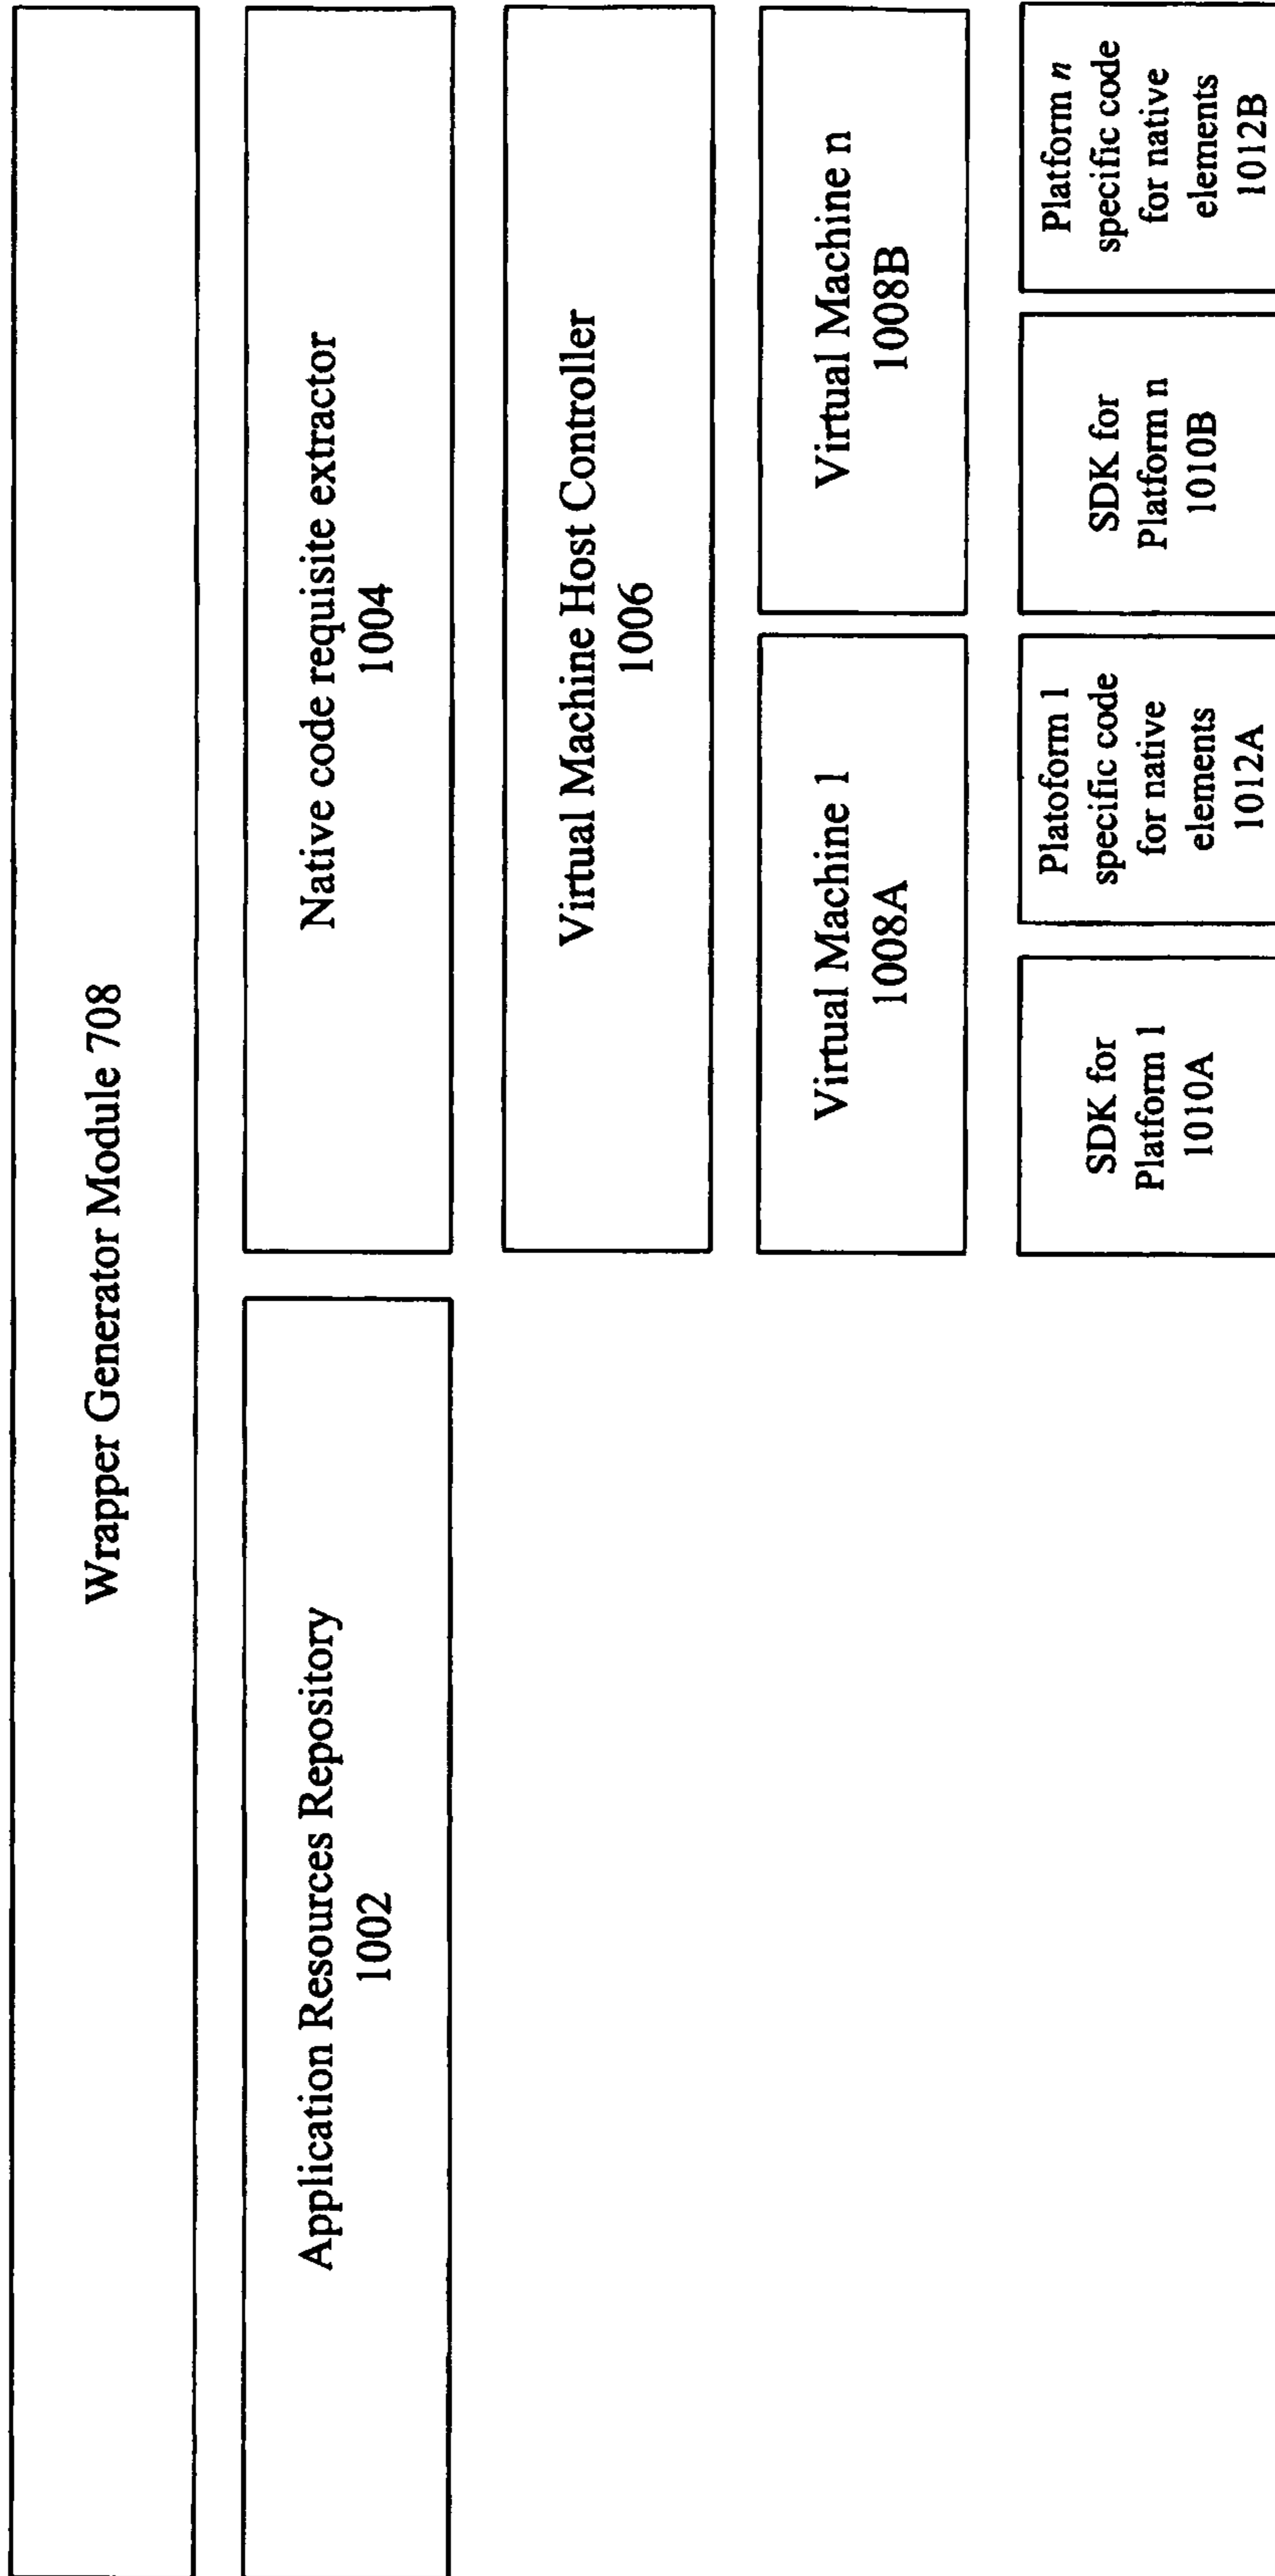 Wrapper Generator Module 708
Application Resources Repository
1002
Native code requisite extractor
1004
Virtual Machine Host Controller
1006
Virtual Machine 1
1008A
Virtual Machine n
1008B
SDK for
Platform 1
1010A
Platoform 1
specific code
for native
elements
1012A
SDK for
Platform n
1010B
Platform n
specific code
for native
elements
1012B